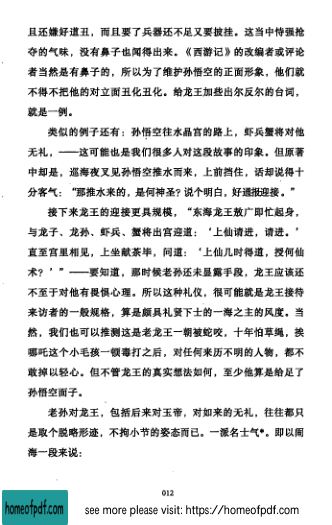 且还嫌好道丑，而且要了兵器还不足又要披挂。这当中恃强抢
夺的气味，没有鼻子也闻得出来。《西游记》的改编者或评论
者当然是有鼻子的，所以为了维护孙悟空的正面形象，他们就
不得不把他的对立面丑化丑化。给龙王加些出尔反尔的台词，
就是一例。
类似的例子还有：孙悟空往水晶宫的路上，虾兵蟹将对他
无礼，——这可能也是我们很多人对这段故事的印象。但原著
中却是，巡海夜叉见孙悟空推水而来，上前挡住，话却说得十
分客气：“那推水来的，是何神圣？说个明白，好通报迎接。”
接下来龙王的迎接更具规模，“东海龙王敖广即忙起身，
与龙子、龙孙、虾兵、蟹将出宫迎道：‘上仙请进，请进。’
直至宫里相见，上坐献茶毕，问道：‘上仙几时得道，授何仙
术？’”——要知道，那时候老孙还未显露手段，龙王应该还
不至于对他有提惧心理。所以这种礼仪，很可能就是龙王接待
来访者的一般规格，算是颇具礼贤下士的一海之主的风度。当
然，我们也可以推测这是老龙王一朝被蛇咬，十年怕草绳，挨
哪吒这个小毛孩一顿毒打之后，对任何来历不明的人物，都不
敢掉以轻心。但不管龙王的真实想法如何，至少他算是给足了
孙悟空面子。
老孙对龙王，包括后来对玉帝，对如来的无礼，往往都只
是取个脱略形迹，不拘小节的姿态而已。一派名士气*。即以闹
海一段来说：
012
homeofpdf.com
see more please visit: https://homeofpdf.com